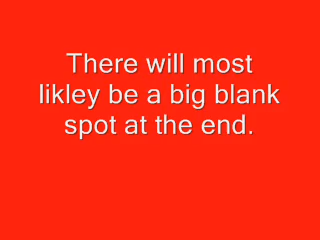 There will most
likley be a big blank
spot at the end.